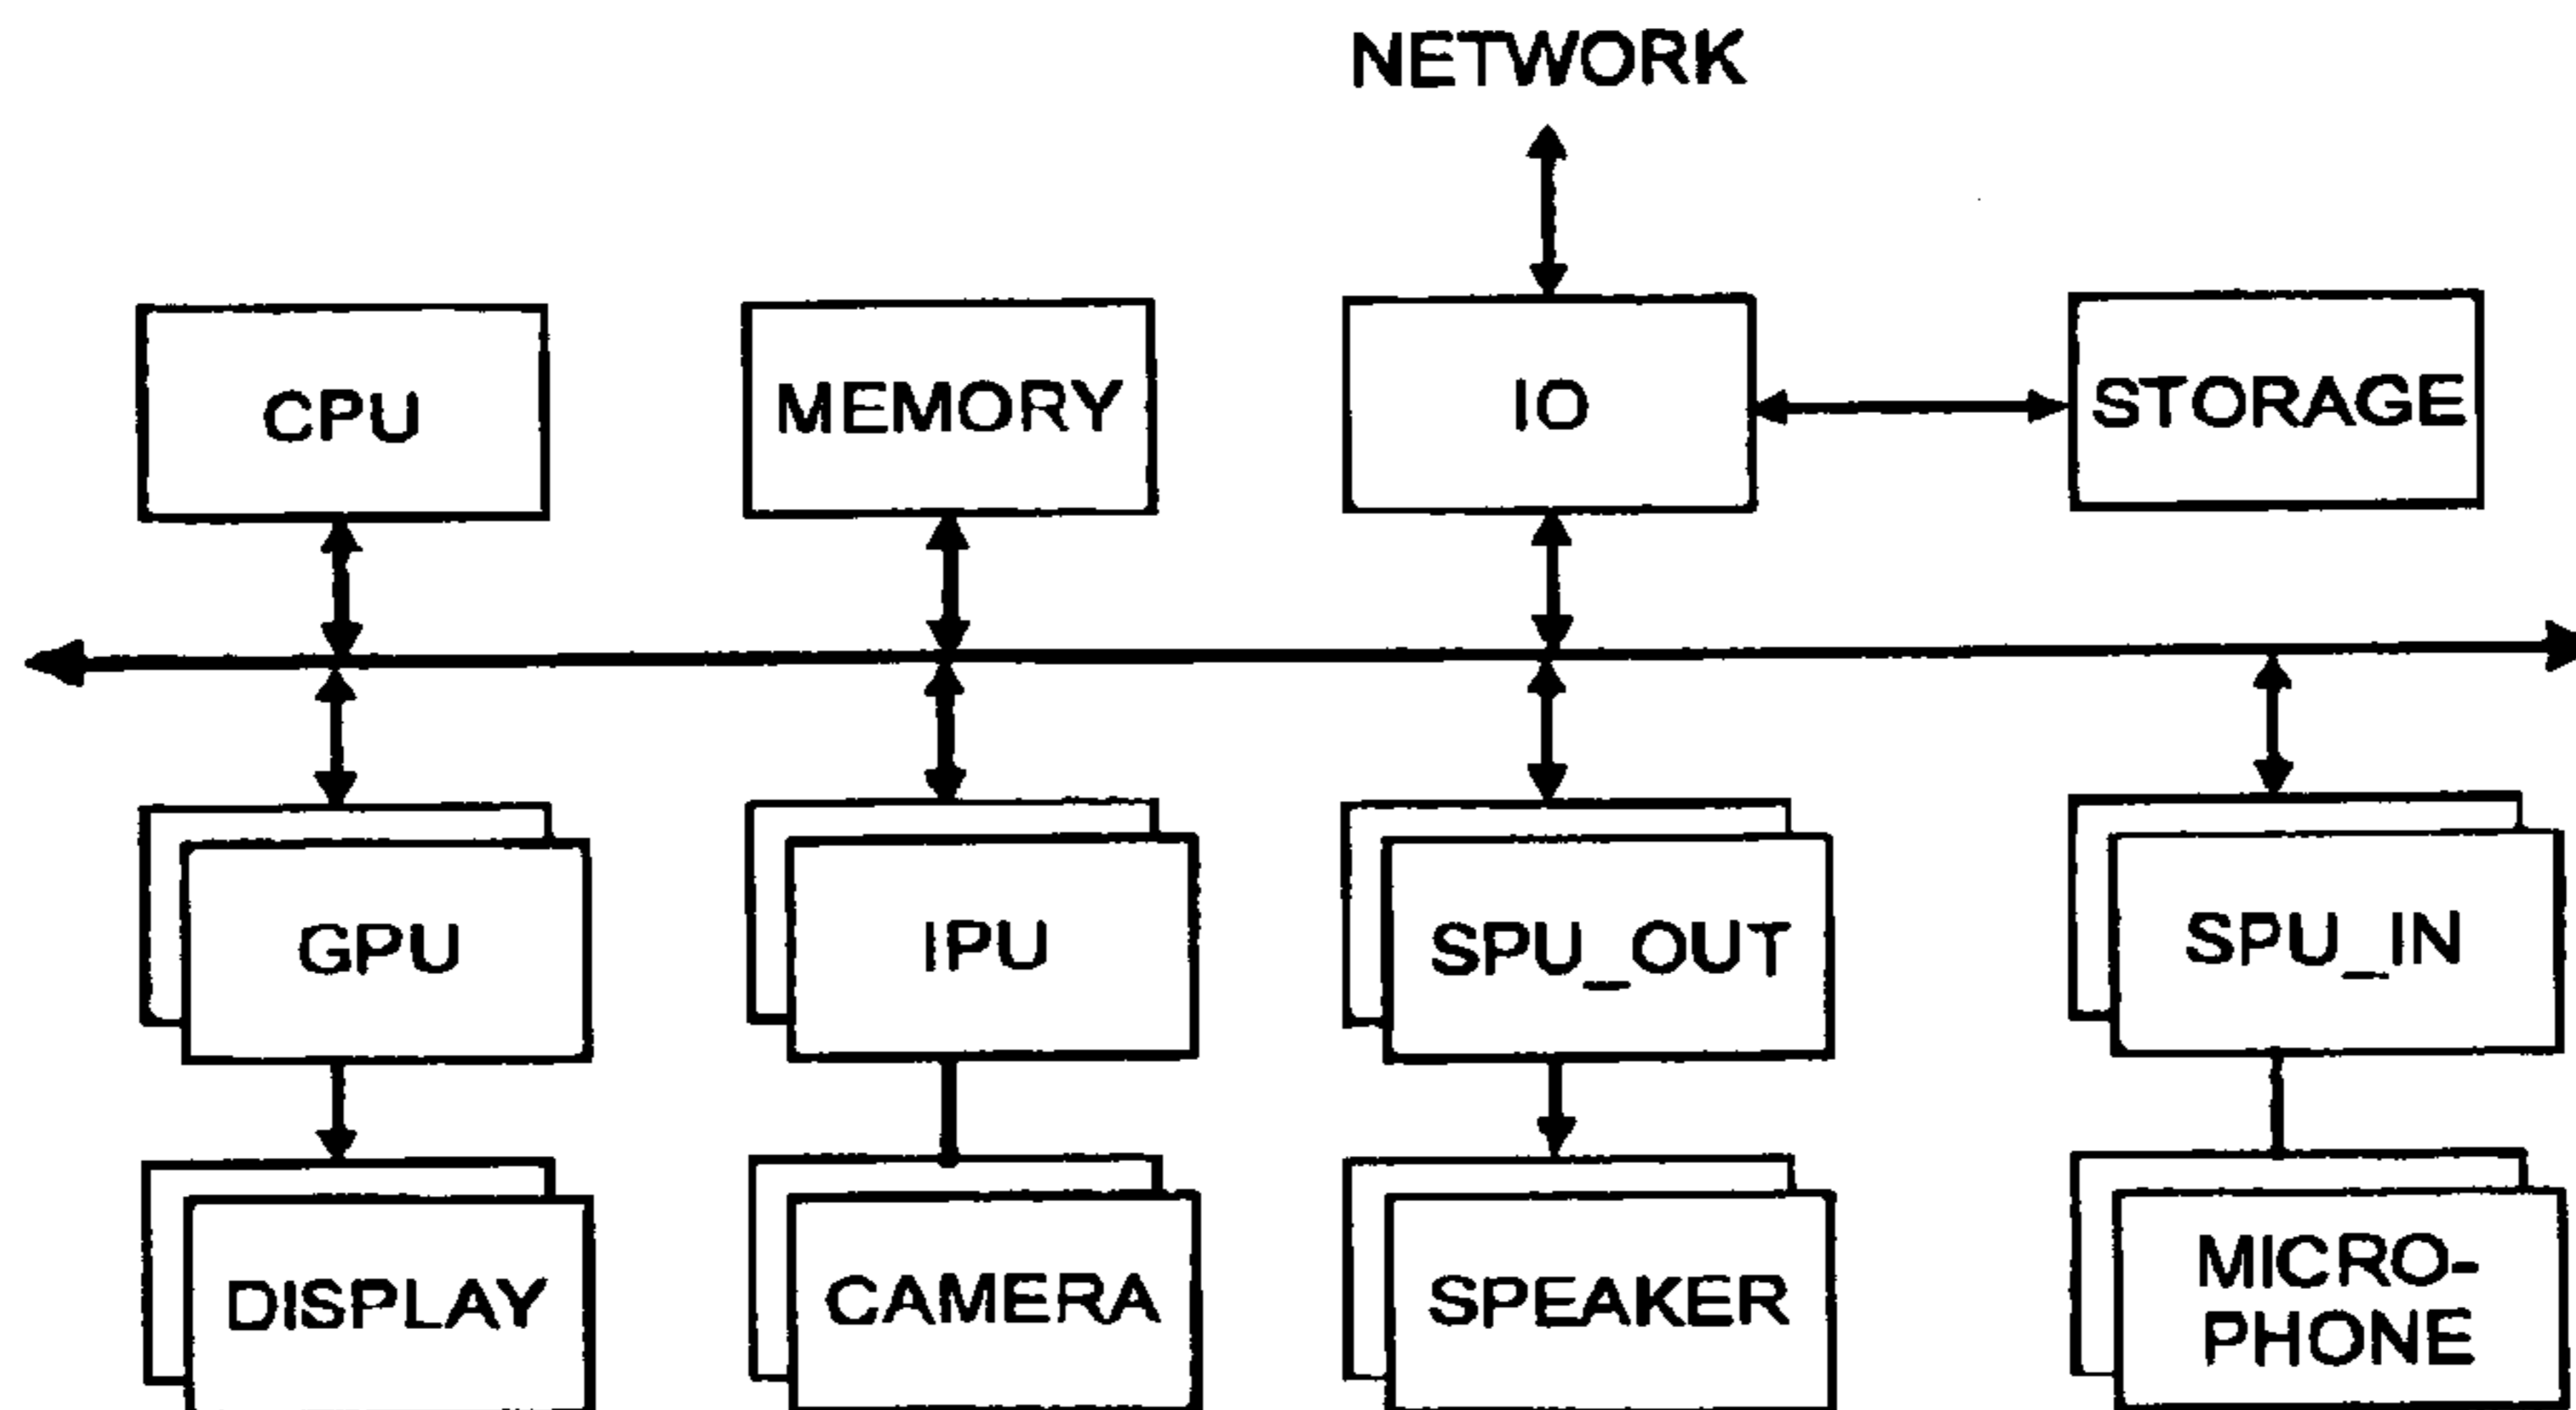 NETWORK
CPU
MEMORY
IO
STORAGE
GPU
IPU
SPU_OUT
SPU_IN
DISPLAY
CAMERA
SPEAKER
MICRO-
PHONE